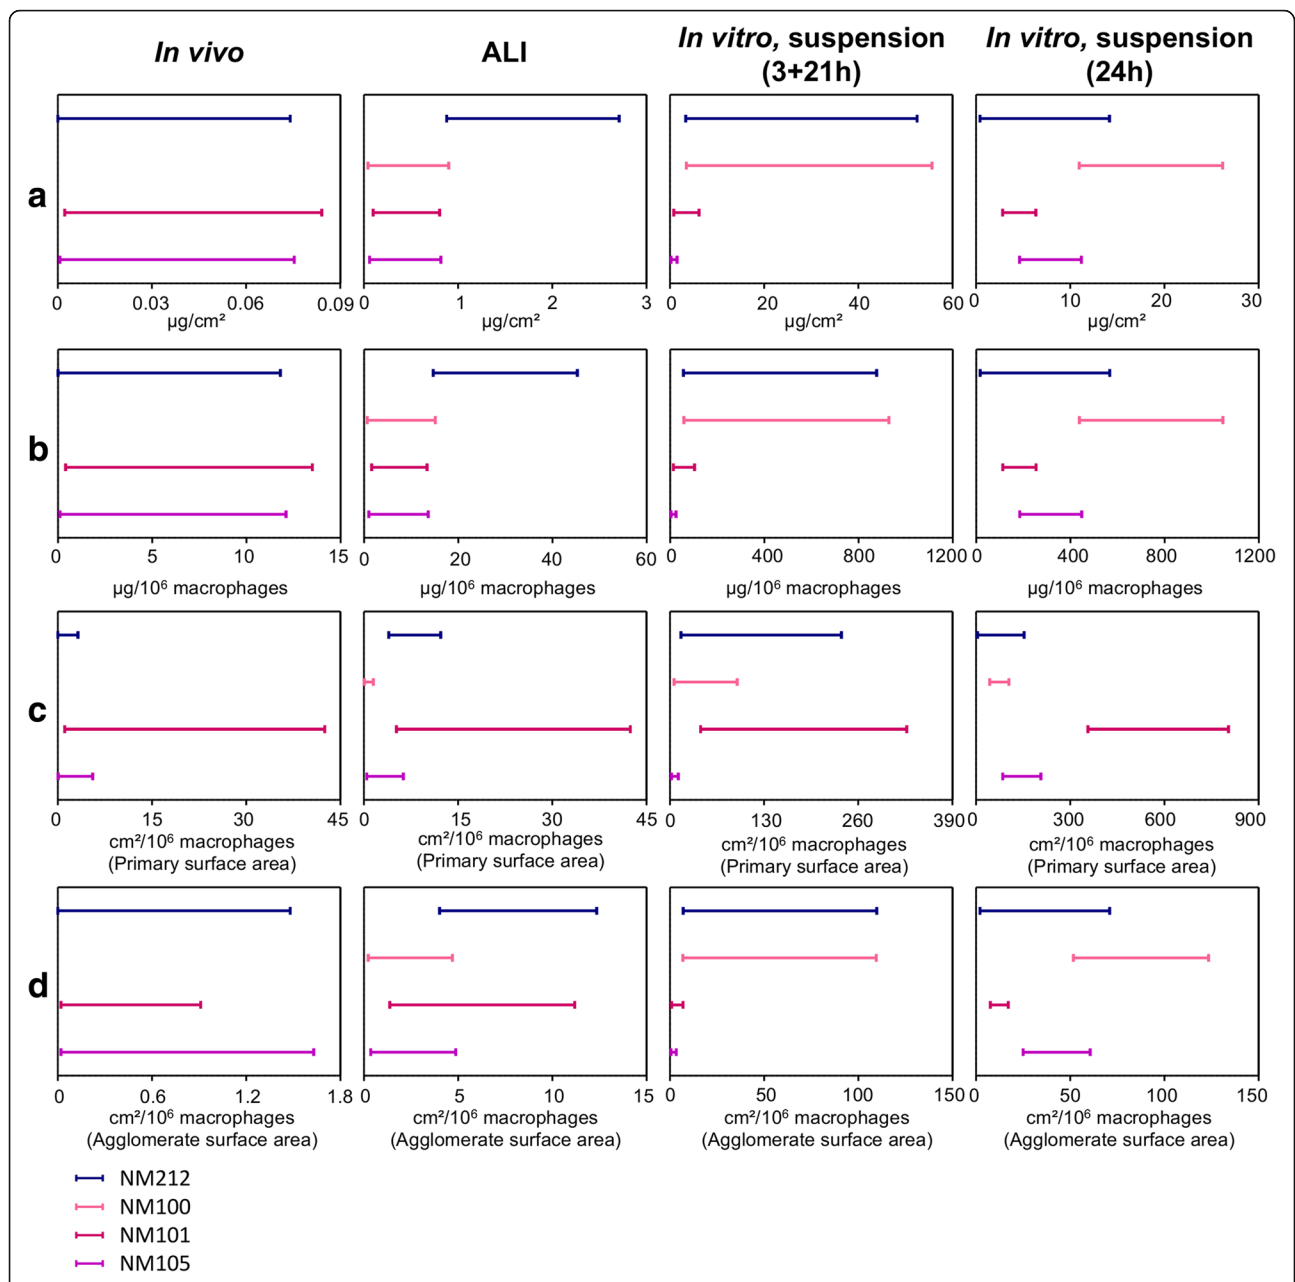 In vivo ALI In vitro, suspension (3+21h) In vitro, suspension (24h)
a
0 0.03 0.06 0.09 0 1 2 3 0 20 40 60 0 10 20 30
µg/cm² µg/cm² µg/cm² µg/cm²
b
0 5 10 15 0 20 40 60 0 400 800 1200 0 400 800 1200
µg/10⁶ macrophages µg/10⁶ macrophages µg/10⁶ macrophages µg/10⁶ macrophages
c
0 15 30 45 0 15 30 45 0 130 260 390 0 300 600 900
cm²/10⁶ macrophages cm²/10⁶ macrophages cm²/10⁶ macrophages cm²/10⁶ macrophages
(Primary surface area) (Primary surface area) (Primary surface area) (Primary surface area)
d
0 0.6 1.2 1.8 0 5 10 15 0 50 100 150 0 50 100 150
cm²/10⁶ macrophages cm²/10⁶ macrophages cm²/10⁶ macrophages cm²/10⁶ macrophages
(Agglomerate surface area) (Agglomerate surface area) (Agglomerate surface area) (Agglomerate surface area)
NM212
NM100
NM101
NM105